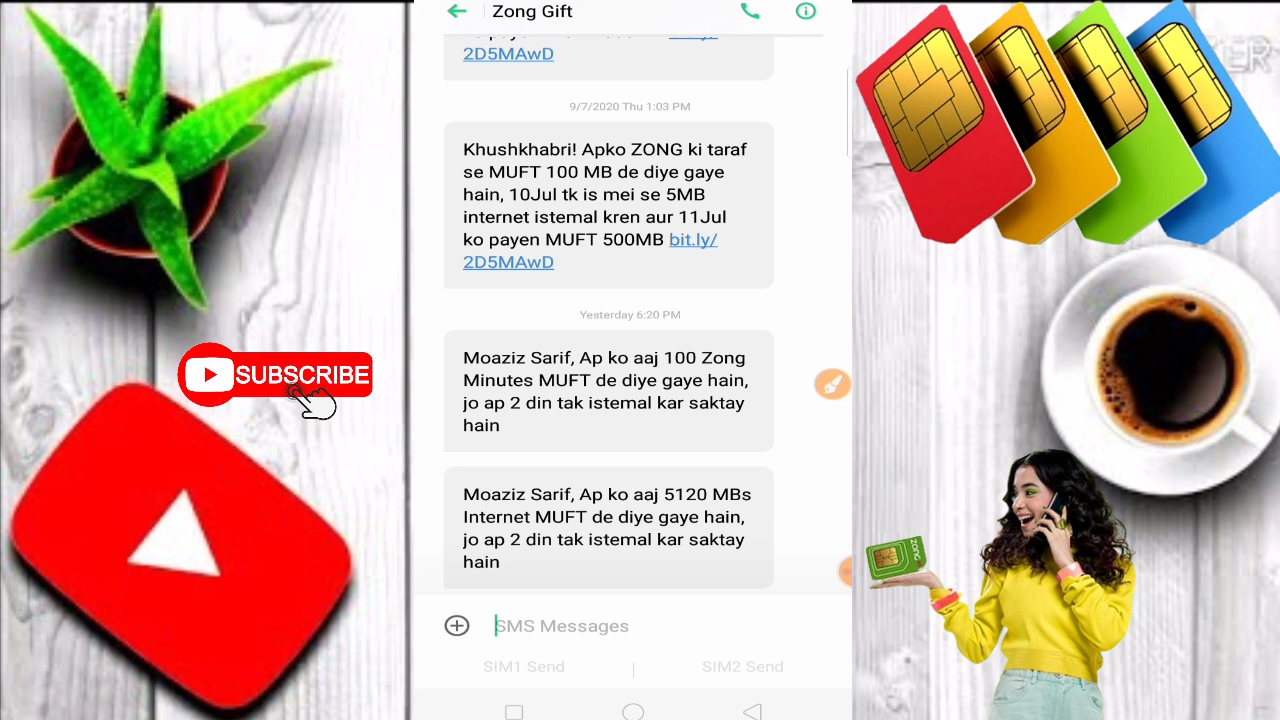 Zong Gift
2D5MAwD
9/7/2020 Thu 1:03 PM
Khushkhabri! Apko ZONG ki taraf
se MUFT 100 MB de diye gaye
hain, 10Jul tk is mei se 5MB
internet istemal kren aur 11Jul
ko payen MUFT 500MB bit.ly/
2D5MAwD
Yesterday 6:20 PM
Moaziz Sarif, Ap ko aaj 100 Zong
Minutes MUFT de diye gaye hain,
jo ap 2 din tak istemal kar saktay
hain
Moaziz Sarif, Ap ko aaj 5120 MBs
Internet MUFT de diye gaye hain,
jo ap 2 din tak istemal kar saktay
hain
SMS Messages
SIM1 Send
SIM2 Send
SUBSCRIBE
ZONG